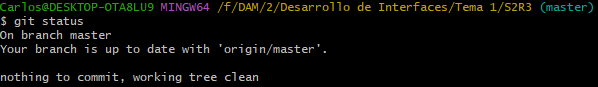 Carlos@DESKTOP-OTA8LU9 MINGW64 /f/DAM/2/Desarrollo de Interfaces/Tema 1/S2R3 (master)
$ git status
On branch master
Your branch is up to date with 'origin/master'.
nothing to commit, working tree clean